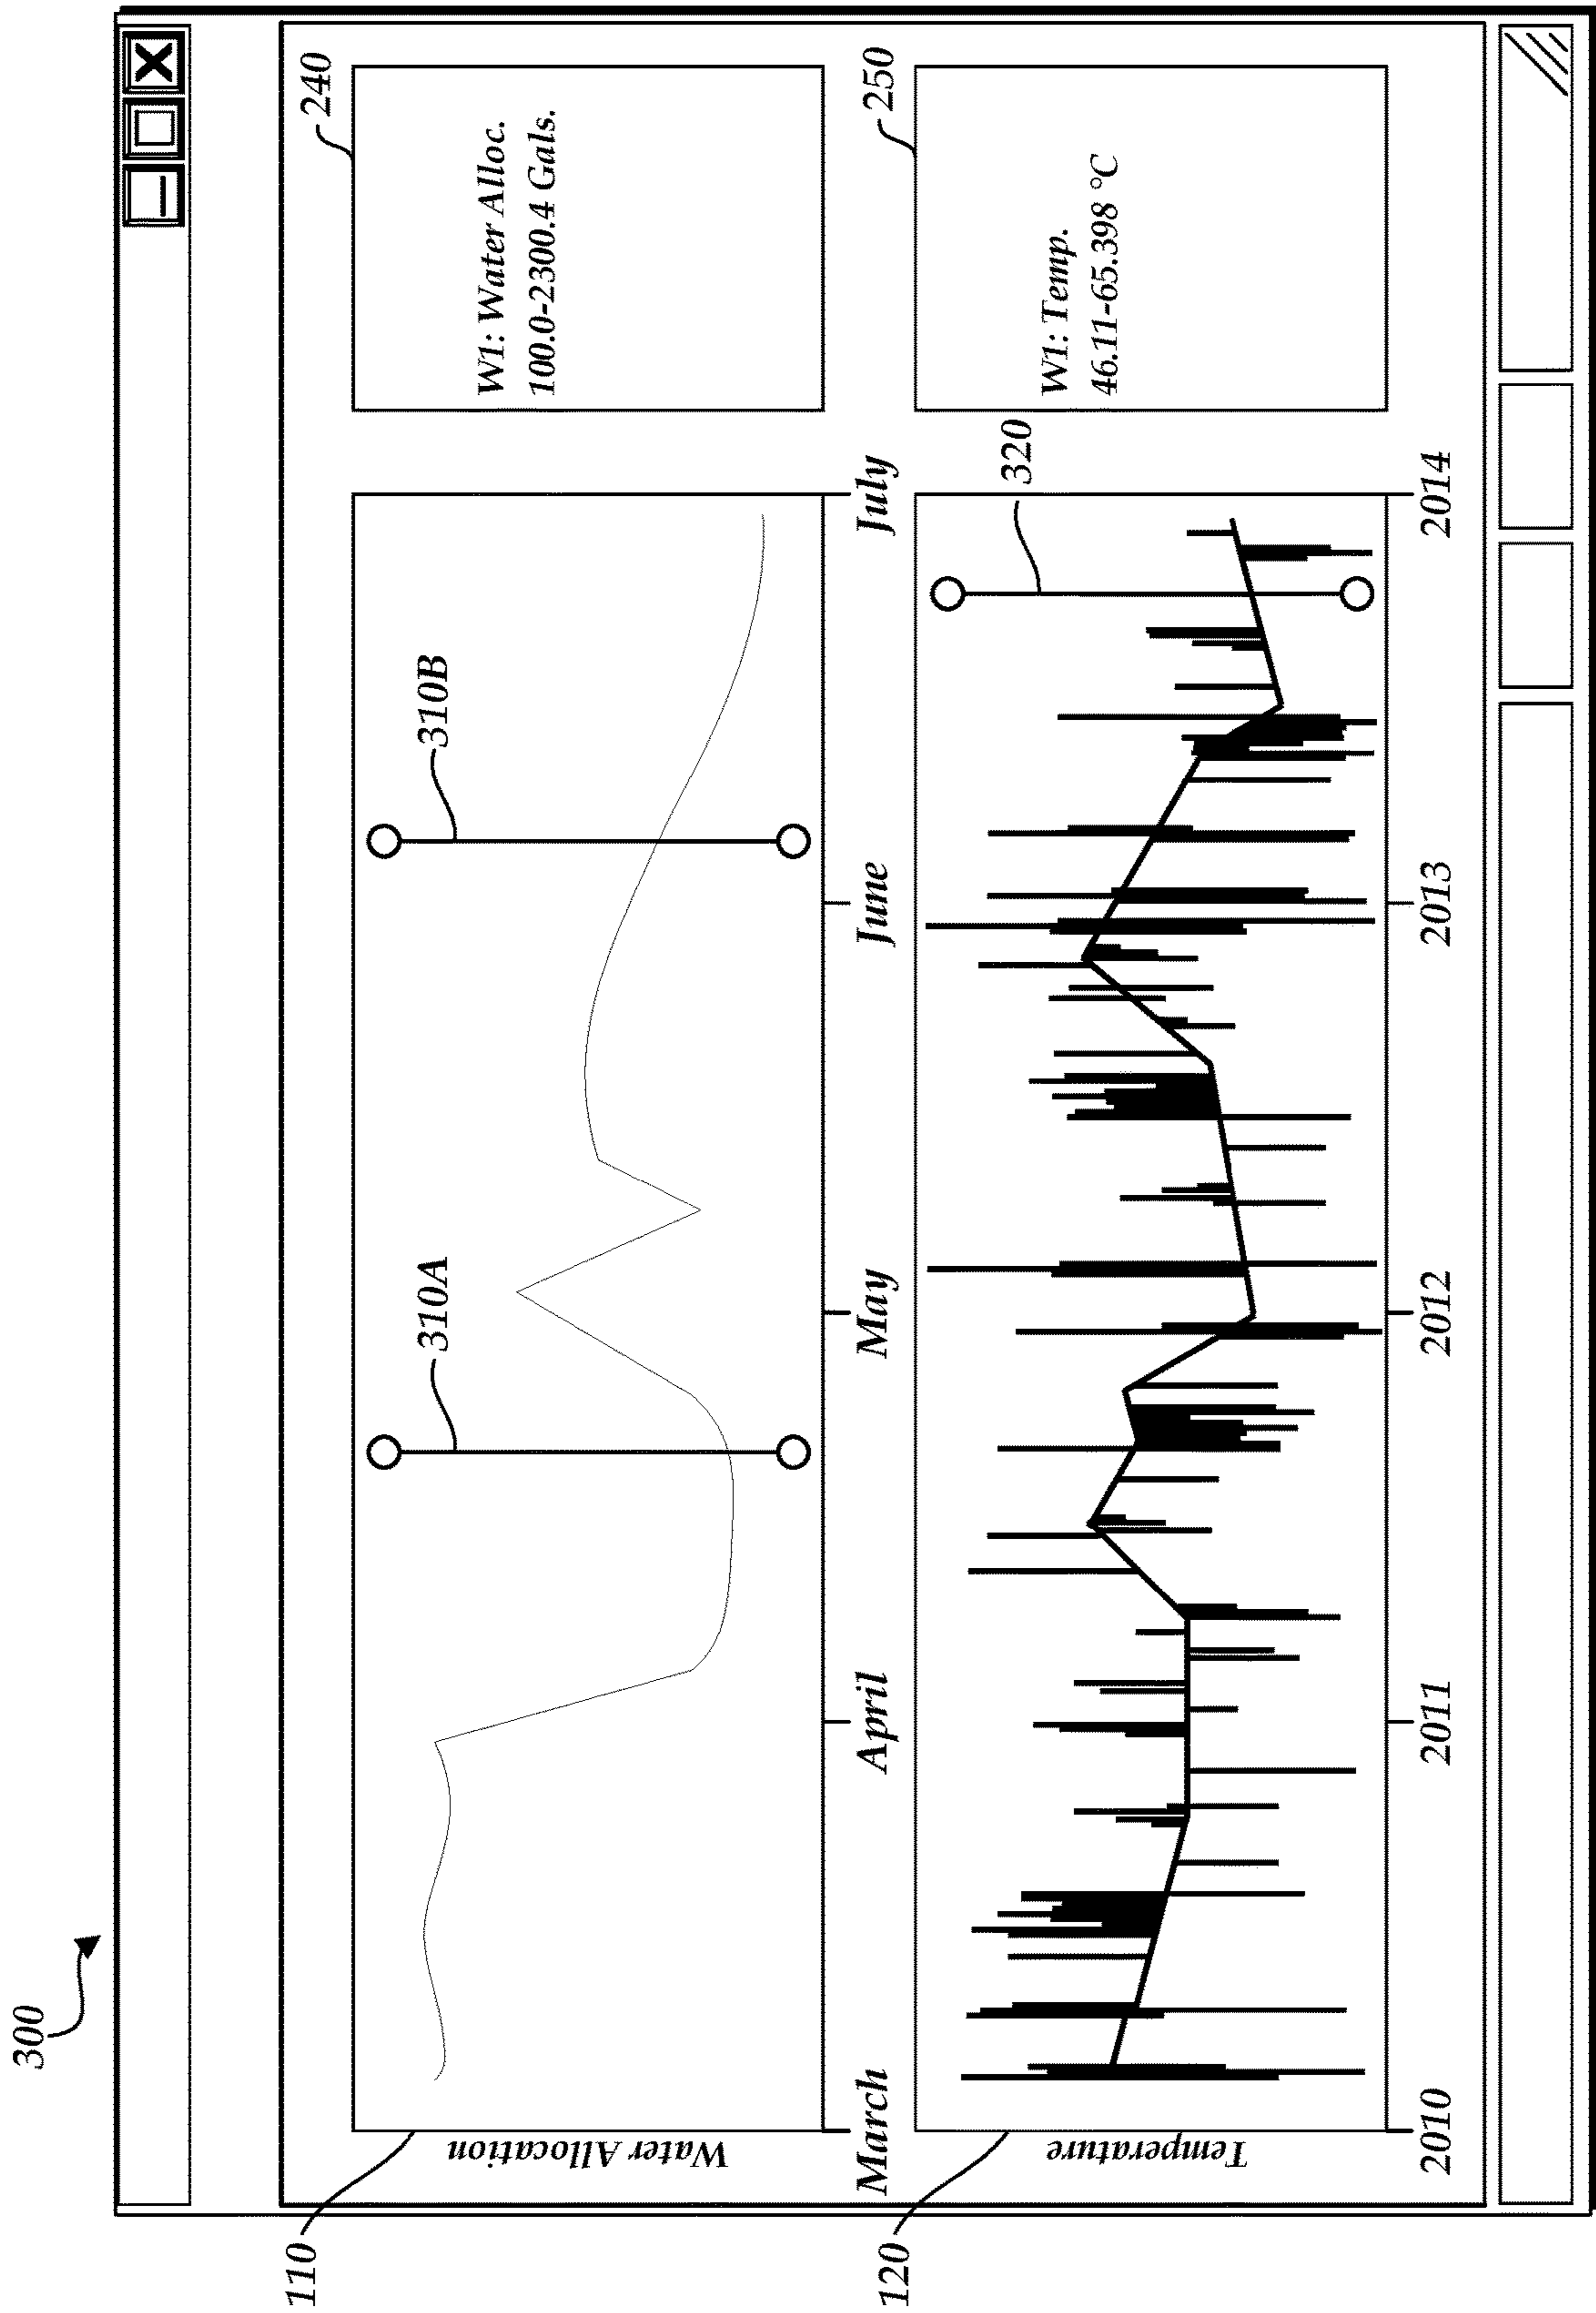 300
110
Water Allocation
310A
310B
240
W1: Water Alloc.
100.0-2300.4 Gals.
March
April
May
June
July
120
Temperature
320
250
W1: Temp.
46.11-65.398 °C
2010
2011
2012
2013
2014